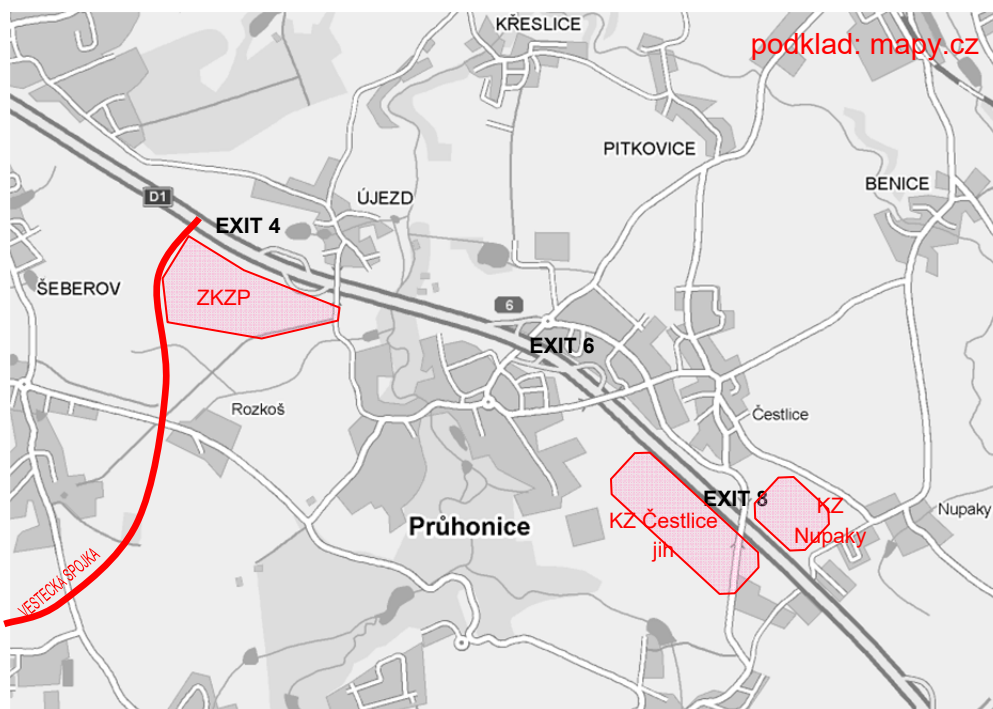 KŘESLICE
podklad: mapy.cz
PITKOVICE
BENICE
D1
ÚJEZD
EXIT 4
ŠEBEROV
ZKZP
6
EXIT 6
Rozkoš
Čestlice
EXIT 8
KZ
Nupaky
KZ Čestlice
jih
Nupaky
Průhonice
VESTECKÁ SPOJKA